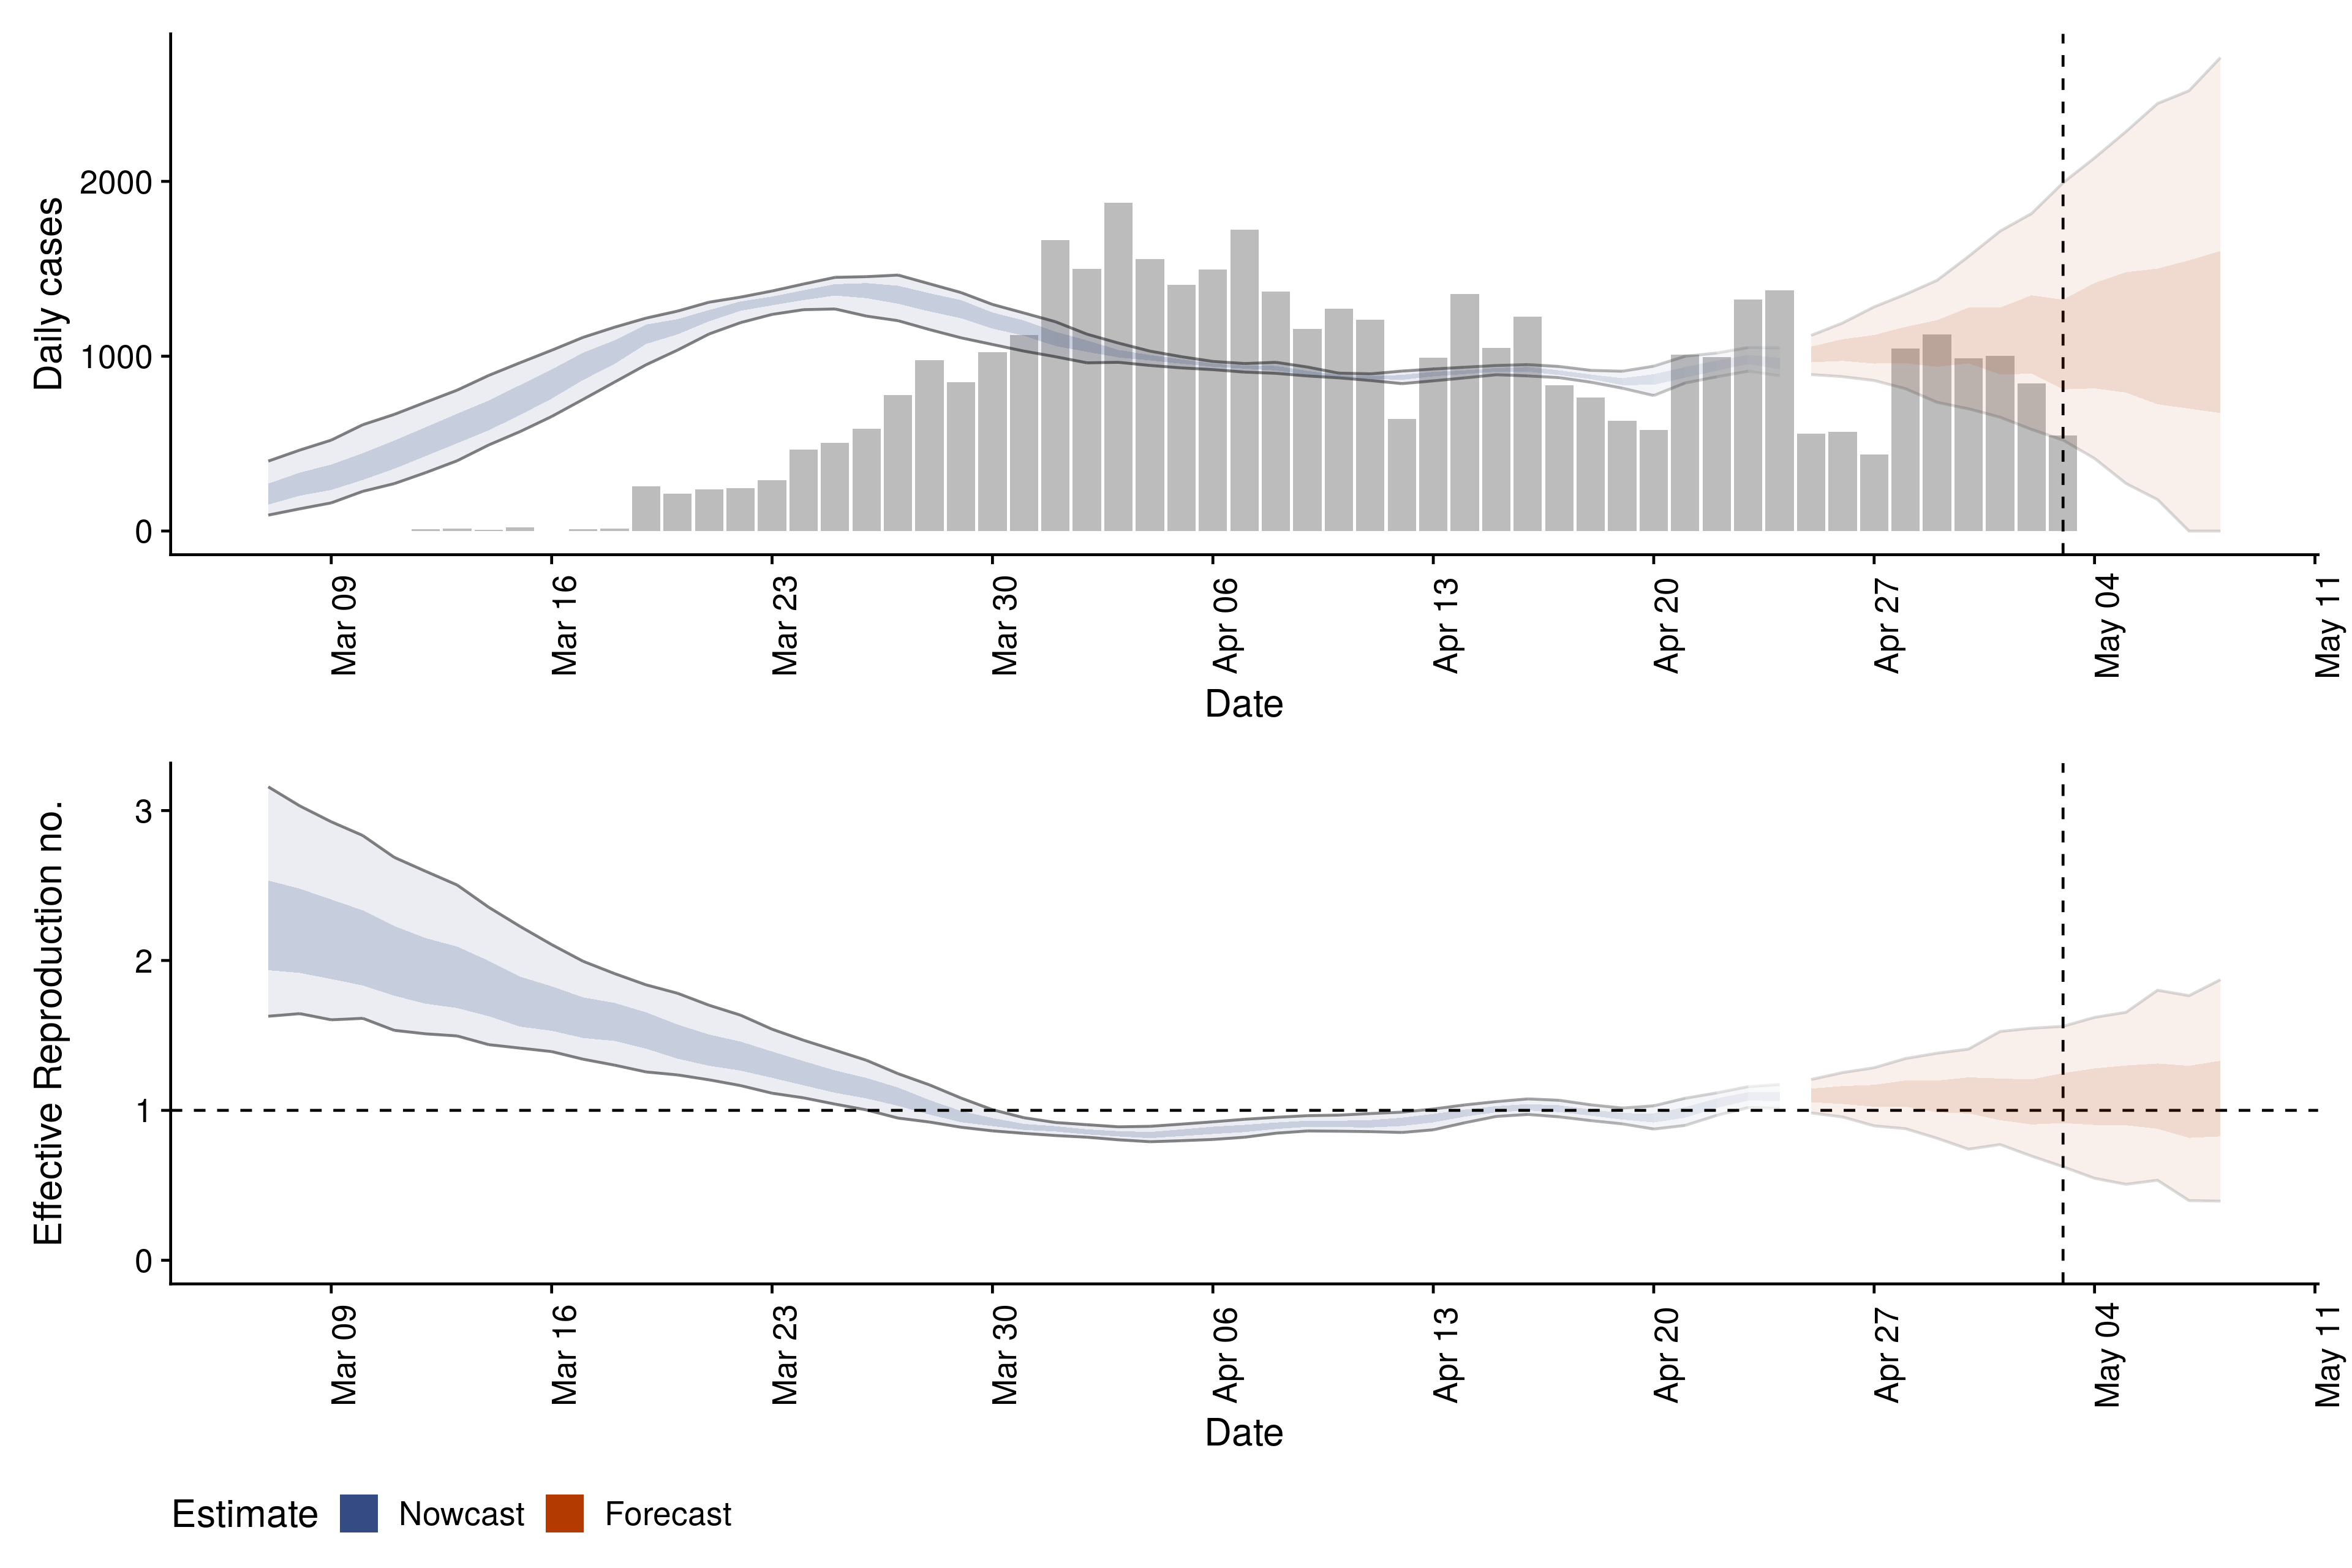 Daily cases
2000
1000
0
Mar 09
Mar 16
Mar 23
Mar 30
Apr 06
Apr 13
Apr 20
Apr 27
May 04
May 11
Date
Effective Reproduction no.
3
2
1
0
Mar 09
Mar 16
Mar 23
Mar 30
Apr 06
Apr 13
Apr 20
Apr 27
May 04
May 11
Date
Estimate Nowcast Forecast